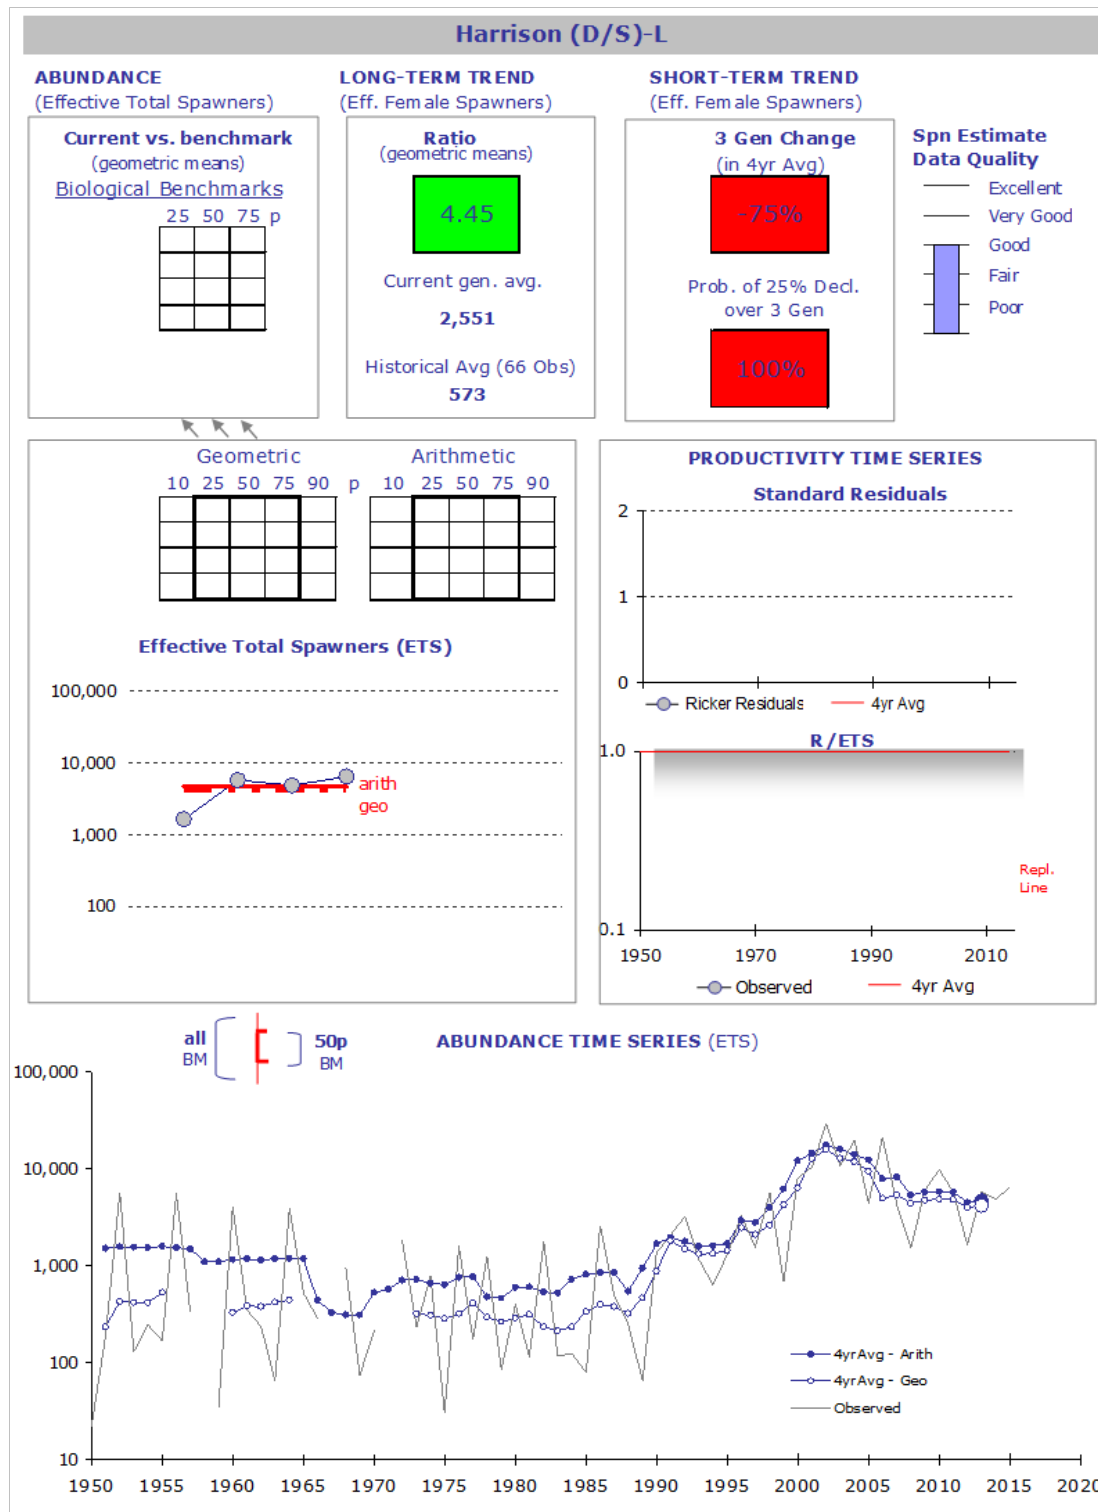 Harrison (D/S)-L
ABUNDANCE
(Effective Total Spawners)
LONG-TERM TREND
(Eff. Female Spawners)
SHORT-TERM TREND
(Eff. Female Spawners)
Current vs. benchmark
(geometric means)
Biological Benchmarks
25 50 75 p
Ratio
(geometric means)
4.45
Current gen. avg.
2,551
Historical Avg (66 Obs)
573
3 Gen Change
(in 4yr Avg)
-75%
Prob. of 25% Decl.
over 3 Gen
100%
Spn Estimate
Data Quality
Excellent
Very Good
Good
Fair
Poor
Geometric
10 25 50 75 90 p
Arithmetic
10 25 50 75 90
Effective Total Spawners (ETS)
100,000
10,000
1,000
100
arith
geo
PRODUCTIVITY TIME SERIES
Standard Residuals
2
1
0
Ricker Residuals
4yr Avg
R/ETS
1.0
0.1
Repl.
Line
1950 1970 1990 2010
Observed
4yr Avg
all
BM
50p
BM
ABUNDANCE TIME SERIES (ETS)
100,000
10,000
1,000
100
10
4yrAvg - Arith
4yrAvg - Geo
Observed
1950 1955 1960 1965 1970 1975 1980 1985 1990 1995 2000 2005 2010 2015 2020